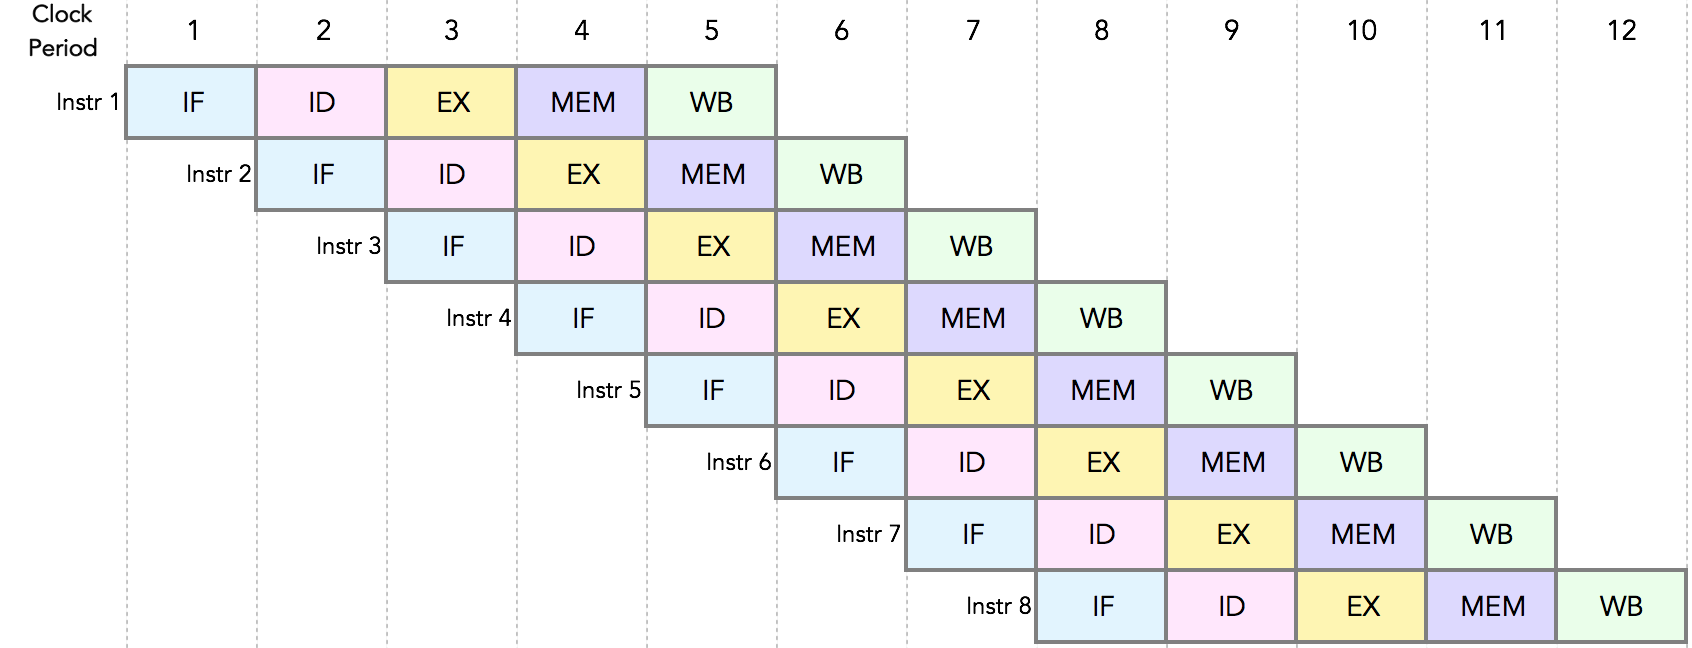 Clock
Period
1 2 3 4 5 6 7 8 9 10 11 12
Instr 1 IF ID EX MEM WB
Instr 2 IF ID EX MEM WB
Instr 3 IF ID EX MEM WB
Instr 4 IF ID EX MEM WB
Instr 5 IF ID EX MEM WB
Instr 6 IF ID EX MEM WB
Instr 7 IF ID EX MEM WB
Instr 8 IF ID EX MEM WB